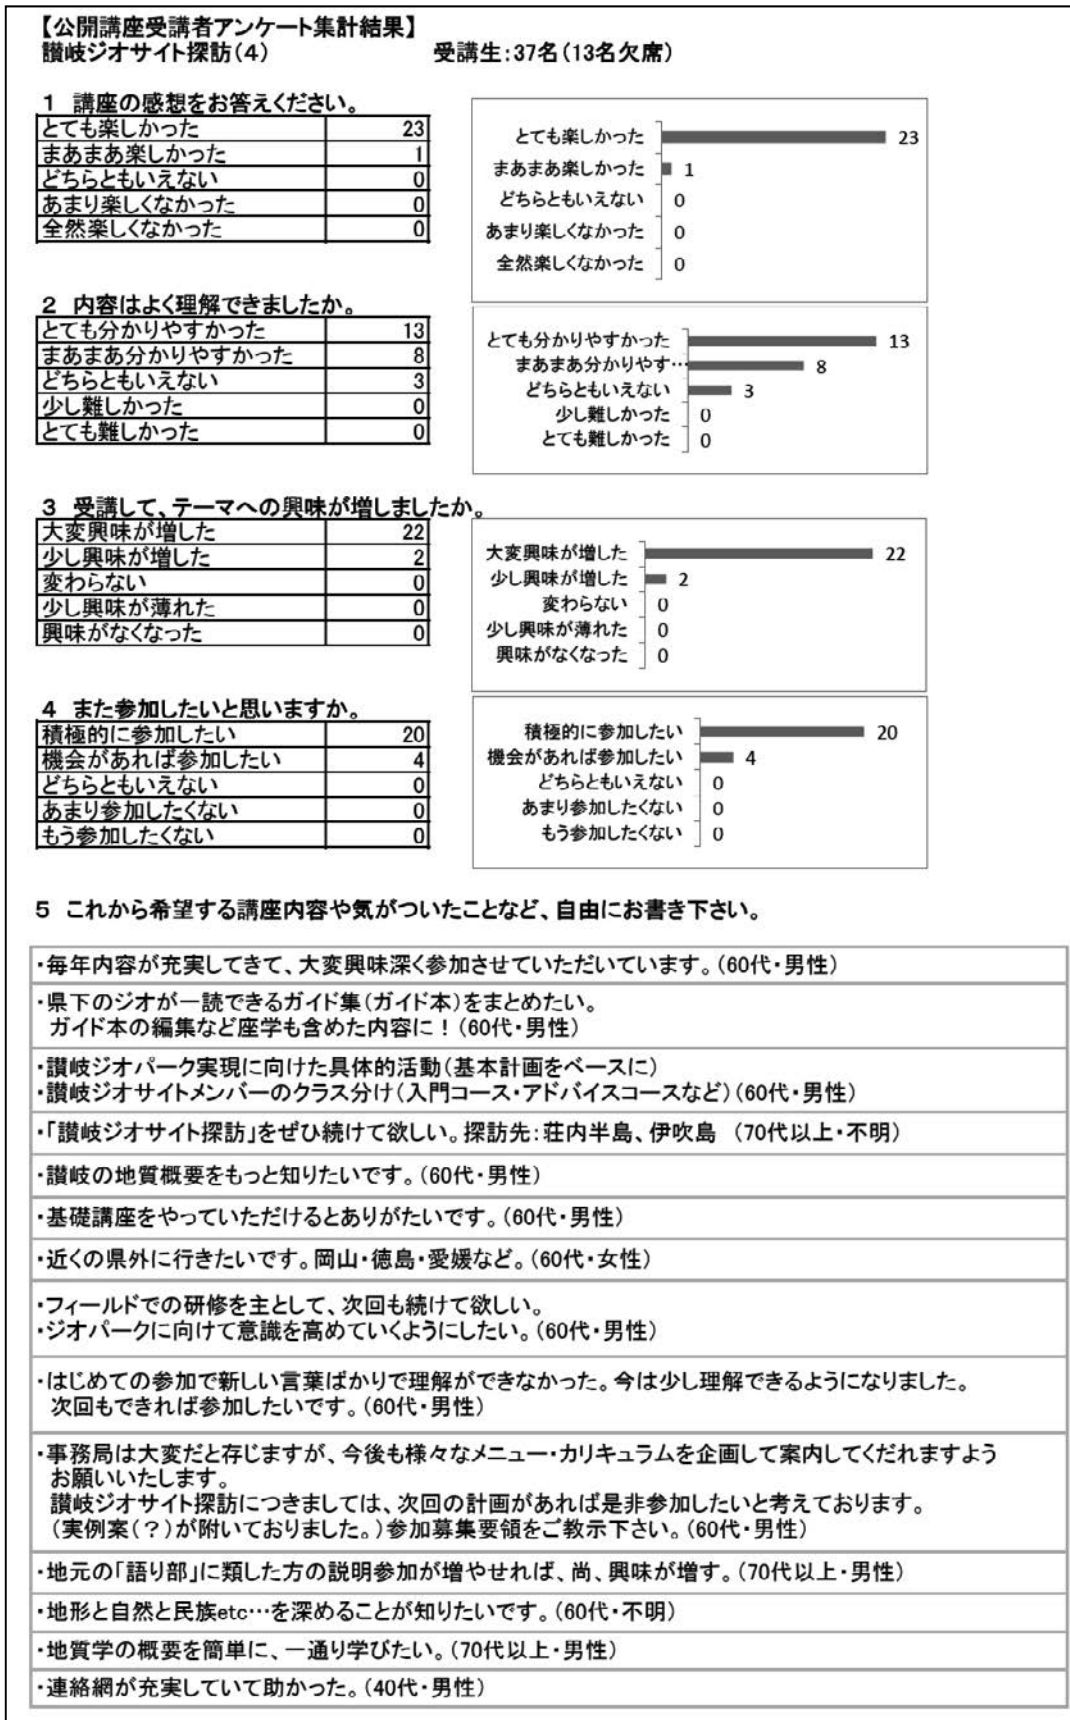 【公開講座受講者アンケート集計結果】
讃岐ジオサイト探訪(4) 受講生:37名(13名欠席)
1 講座の感想をお答えください。
とても楽しかった 23
まあまあ楽しかった 1
どちらともいえない 0
あまり楽しくなかった 0
全然楽しくなかった 0
とても楽しかった 23
まあまあ楽しかった 1
どちらともいえない 0
あまり楽しくなかった 0
全然楽しくなかった 0
2 内容はよく理解できましたか。
とても分かりやすかった 13
まあまあ分かりやすかった 8
どちらともいえない 3
少し難しかった 0
とても難しかった 0
とても分かりやすかった 13
まあまあ分かりやす… 8
どちらともいえない 3
少し難しかった 0
とても難しかった 0
3 受講して、テーマへの興味が増しましたか。
大変興味が増した 22
少し興味が増した 2
変わらない 0
少し興味が薄れた 0
興味がなくなった 0
大変興味が増した 22
少し興味が増した 2
変わらない 0
少し興味が薄れた 0
興味がなくなった 0
4 また参加したいと思いますか。
積極的に参加したい 20
機会があれば参加したい 4
どちらともいえない 0
あまり参加したくない 0
もう参加したくない 0
積極的に参加したい 20
機会があれば参加したい 4
どちらともいえない 0
あまり参加したくない 0
もう参加したくない 0
5 これから希望する講座内容や気がついたことなど、自由にお書き下さい。
・毎年内容が充実してきて、大変興味深く参加させていただいています。(60代・男性)
・県下のジオが一読できるガイド集(ガイド本)をまとめたい。
ガイド本の編集など座学も含めた内容に!(60代・男性)
・讃岐ジオパーク実現に向けた具体的活動(基本計画をベースに)
・讃岐ジオサイトメンバーのクラス分け(入門コース・アドバイスコースなど)(60代・男性)
・「讃岐ジオサイト探訪」をぜひ続けて欲しい。探訪先:荘内半島、伊吹島 (70代以上・不明)
・讃岐の地質概要をもっと知りたいです。(60代・男性)
・基礎講座をやっていただけるとありがたいです。(60代・男性)
・近くの県外に行きたいです。岡山・徳島・愛媛など。(60代・女性)
・フィールドでの研修を主として、次回も続けて欲しい。
・ジオパークに向けて意識を高めていくようにしたい。(60代・男性)
・はじめての参加で新しい言葉ばかりで理解ができなかった。今は少し理解できるようになりました。
次回もできれば参加したいです。(60代・男性)
・事務局は大変だと存じますが、今後も様々なメニュー・カリキュラムを企画して案内してくだれますよう
お願いいたします。
讃岐ジオサイト探訪につきましては、次回の計画があれば是非参加したいと考えております。
(実例案(?)が附いておりました。)参加募集要領をご教示下さい。(60代・男性)
・地元の「語り部」に類した方の説明参加が増やせれば、尚、興味が増す。(70代以上・男性)
・地形と自然と民族etc…を深めることが知りたいです。(60代・不明)
・地質学の概要を簡単に、一通り学びたい。(70代以上・男性)
・連絡網が充実していて助かった。(40代・男性)